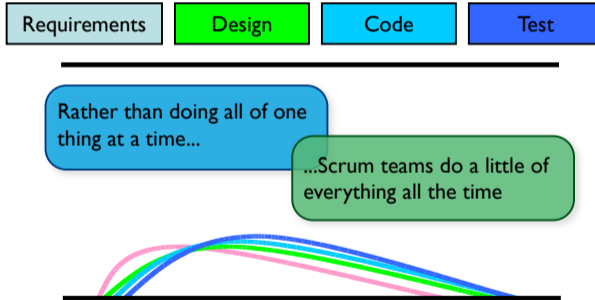 Requirements
Design
Code
Test
Rather than doing all of one
thing at a time...
...Scrum teams do a little of
everything all the time